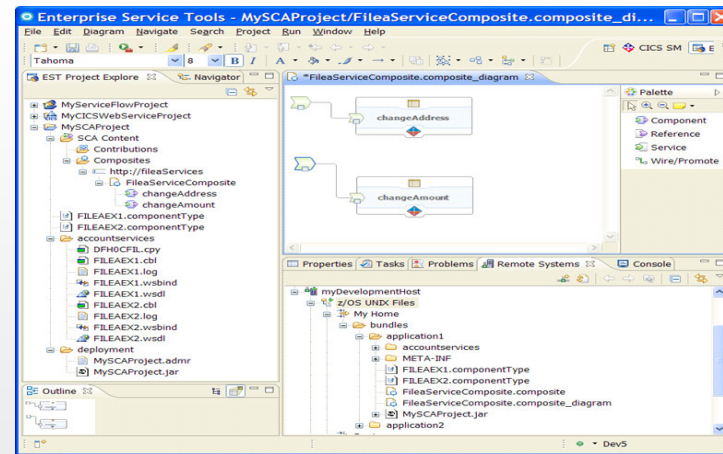 Enterprise Service Tools - MySCAProject/FileaServiceComposite.composite_di...
File Edit Diagram Navigate Search Project Run Window Help
CICS SM E
Tahoma 8 B I A
EST Project Explore Navigator
MyServiceFlowProject
MyCICSWebServiceProject
MySCAProject
SCA Content
Contributions
Composites
http://fileaServices
FileaServiceComposite
changeAddress
changeAmount
FILEAEX1.componentType
FILEAEX2.componentType
accountservices
DFH0CFIL.cpy
FILEAEX1.cbl
FILEAEX1.log
FILEAEX1.wsbind
FILEAEX1.wsdl
FILEAEX2.cbl
FILEAEX2.log
FILEAEX2.wsbind
FILEAEX2.wsdl
deployment
MySCAProject.admr
MySCAProject.jar
Outline
*FileaServiceComposite.composite_diagram
changeAddress
changeAmount
Palette
Component
Reference
Service
Wire/Promote
Properties Tasks Problems Remote Systems Console
myDevelopmentHost
z/OS UNIX Files
My Home
bundles
application1
accountservices
META-INF
FILEAEX1.componentType
FILEAEX2.componentType
FileaServiceComposite.composite
FileaServiceComposite.composite_diagram
MySCAProject.jar
application2
Dev5